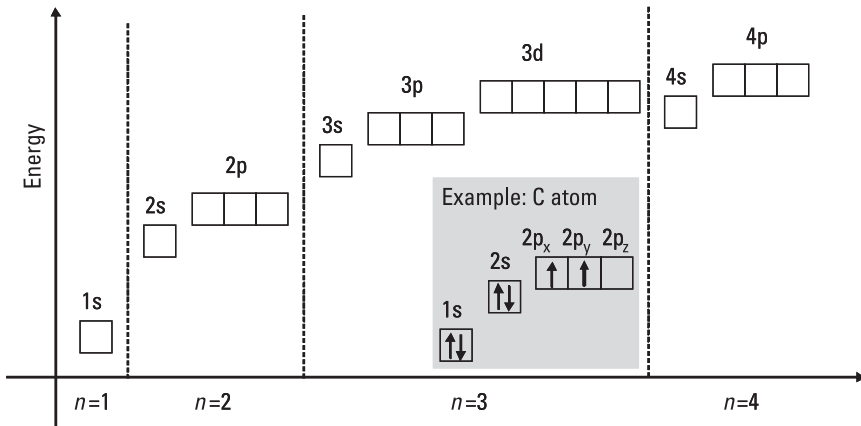 4p
3d
4s
3p
3s
2p
2s
1s
Energy
Example: C atom
2px 2py 2pz
2s
1s
n=1
n=2
n=3
n=4